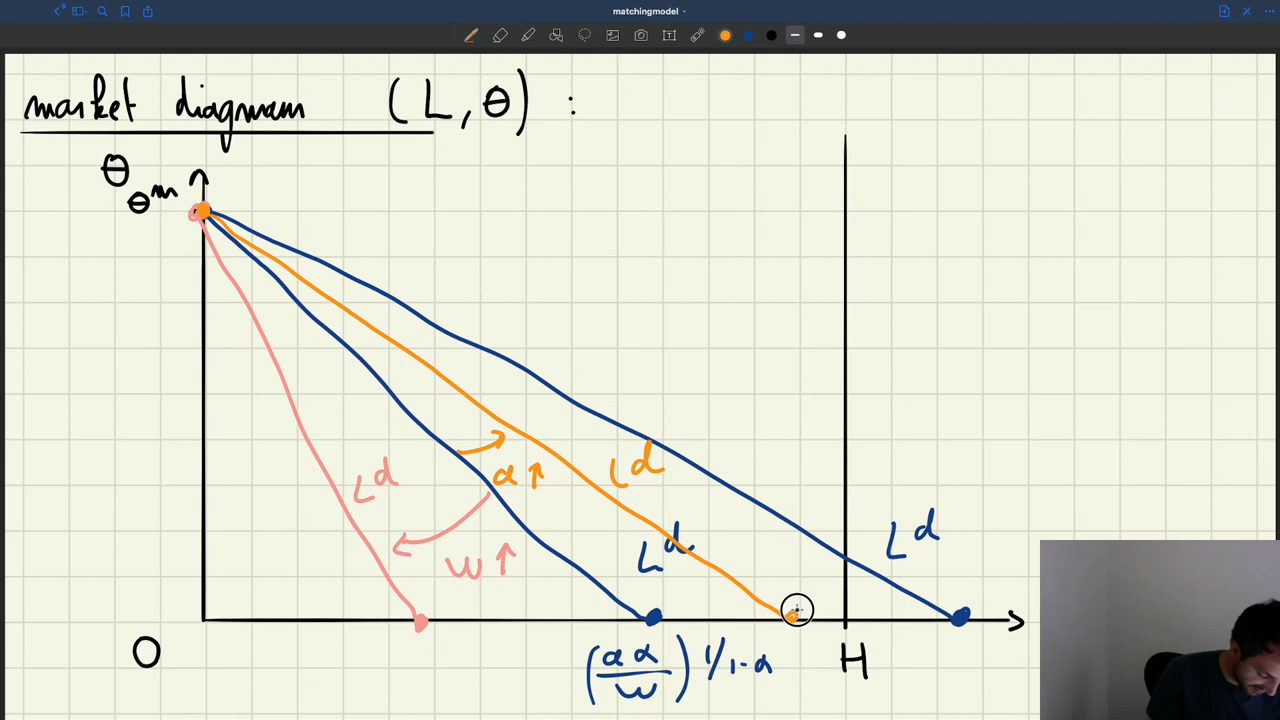 matchingmodel
market diagram (L, θ) :
θ
θᵐ
Lᵈ
a ↑
Lᵈ
Lᵈ
w ↑
Lᵈ
O
(aα/w)^1/1-α
H